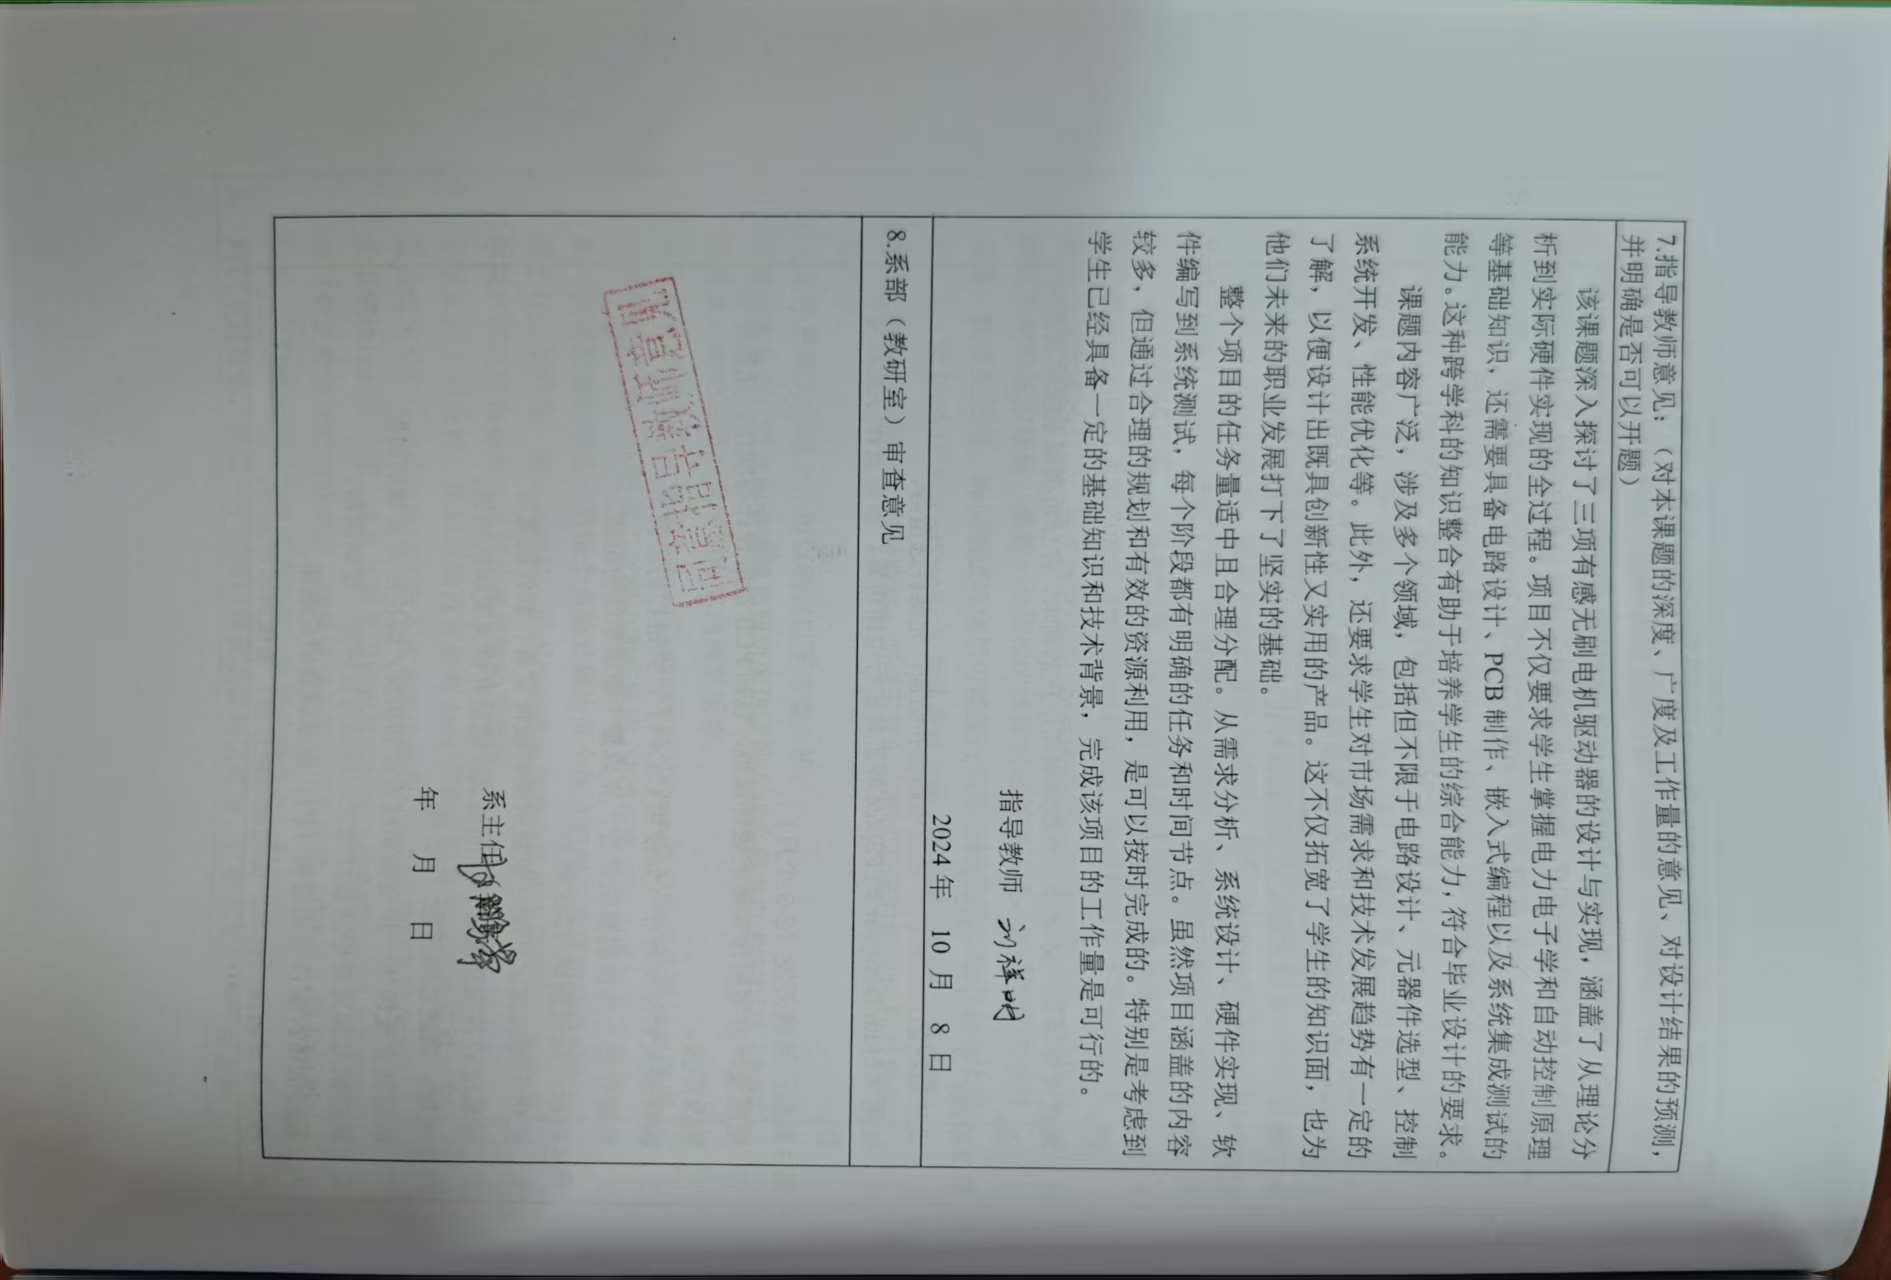 7.指导教师意见：（对本课题的深度、广度及工作量的意见、对设计结果的预测，
并明确是否可以开题）
该课题深入探讨了三项有感无刷电机驱动器的设计与实现，涵盖了从理论分
析到实际硬件实现的全过程。项目不仅要求学生掌握电力电子学和自动控制原理
等基础知识，还需要具备电路设计、PCB 制作、嵌入式编程以及系统集成测试的
能力。这种跨学科的知识整合有助于培养学生的综合能力，符合毕业设计的要求。
课题内容广泛，涉及多个领域，包括但不限于电路设计、元器件选型、控制
系统开发、性能优化等。此外，还要求学生对市场需求和技术发展趋势有一定的
了解，以便设计出既具创新性又实用的产品。这不仅拓宽了学生的知识面，也为
他们未来的职业发展打下了坚实的基础。
整个项目的任务量适中且合理分配。从需求分析、系统设计、硬件实现、软
件编写到系统测试，每个阶段都有明确的任务和时间节点。虽然项目涵盖的内容
较多，但通过合理的规划和有效的资源利用，是可以按时完成的。特别是考虑到
学生已经具备一定的基础知识和技术背景，完成该项目的工作量是可行的。
指导教师 刘祥明
2024 年 10 月 8 日
8.系部（教研室）审查意见
系主任
年 月 日